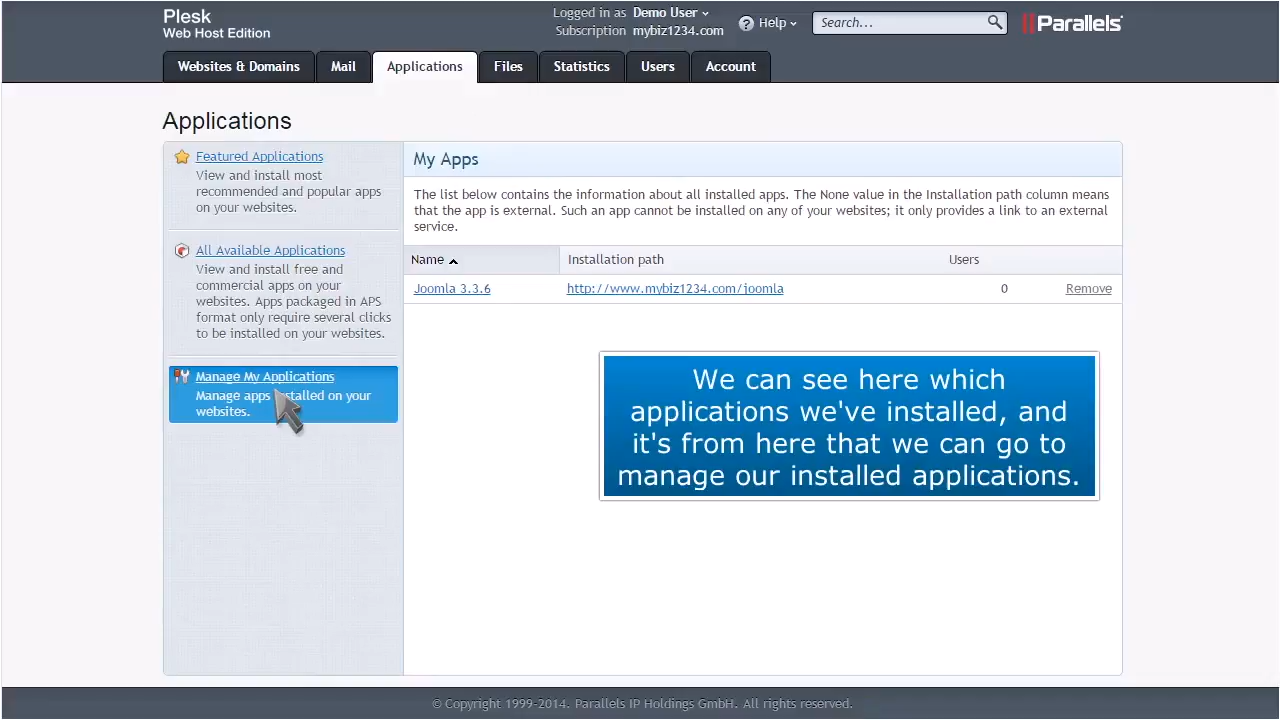 Plesk
Web Host Edition
Logged in as Demo User
Subscription mybiz1234.com
Help
Search...
Parallels
Websites & Domains
Mail
Applications
Files
Statistics
Users
Account
Applications
Featured Applications
View and install most
recommended and popular apps
on your websites.
All Available Applications
View and install free and
commercial apps on your
websites. Apps packaged in APS
format only require several clicks
to be installed on your websites.
Manage My Applications
Manage apps installed on your
websites.
My Apps
The list below contains the information about all installed apps. The None value in the Installation path column means
that the app is external. Such an app cannot be installed on any of your websites; it only provides a link to an external
service.
Name Installation path Users
Joomla 3.3.6 http://www.mybiz1234.com/joomla 0 Remove
We can see here which
applications we've installed, and
it's from here that we can go to
manage our installed applications.
© Copyright 1999-2014. Parallels IP Holdings GmbH. All rights reserved.